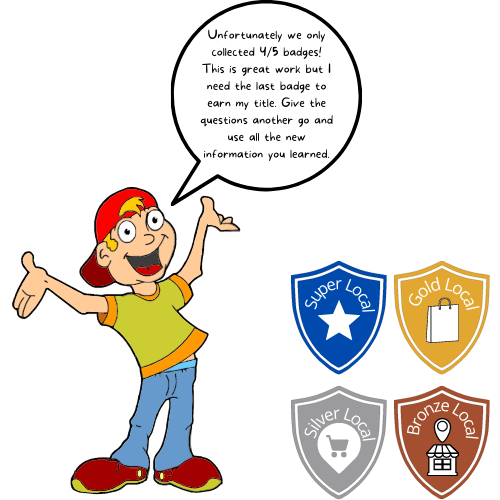 Unfortunately we only
collected 4/5 badges!
This is great work but I
need the last badge to
earn my title. Give the
questions another go and
use all the new
information you learned.
Super Local
Gold Local
Silver Local
Bronze Local